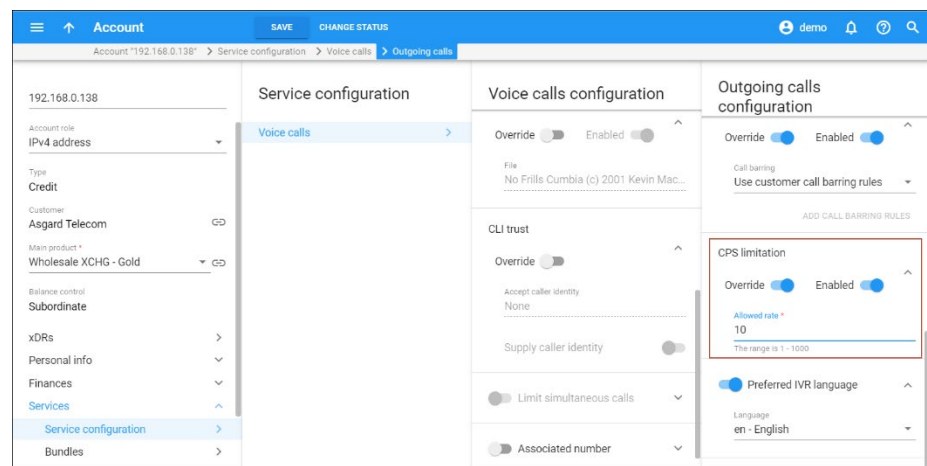 Account
SAVE
CHANGE STATUS
demo
Account "192.168.0.138" > Service configuration > Voice calls > Outgoing calls
192.168.0.138
Account role
IPv4 address
Type
Credit
Customer
Asgard Telecom
Main product *
Wholesale XCHG - Gold
Balance control
Subordinate
xDRs
Personal info
Finances
Services
Service configuration
Bundles
Service configuration
Voice calls
Voice calls configuration
Override
Enabled
File
No Frills Cumbia (c) 2001 Kevin Mac...
CLI trust
Override
Accept caller identity
None
Supply caller identity
Limit simultaneous calls
Associated number
Outgoing calls
configuration
Override
Enabled
Call barring
Use customer call barring rules
ADD CALL BARRING RULES
CPS limitation
Override
Enabled
Allowed rate *
10
The range is 1 - 1000
Preferred IVR language
Language
en - English